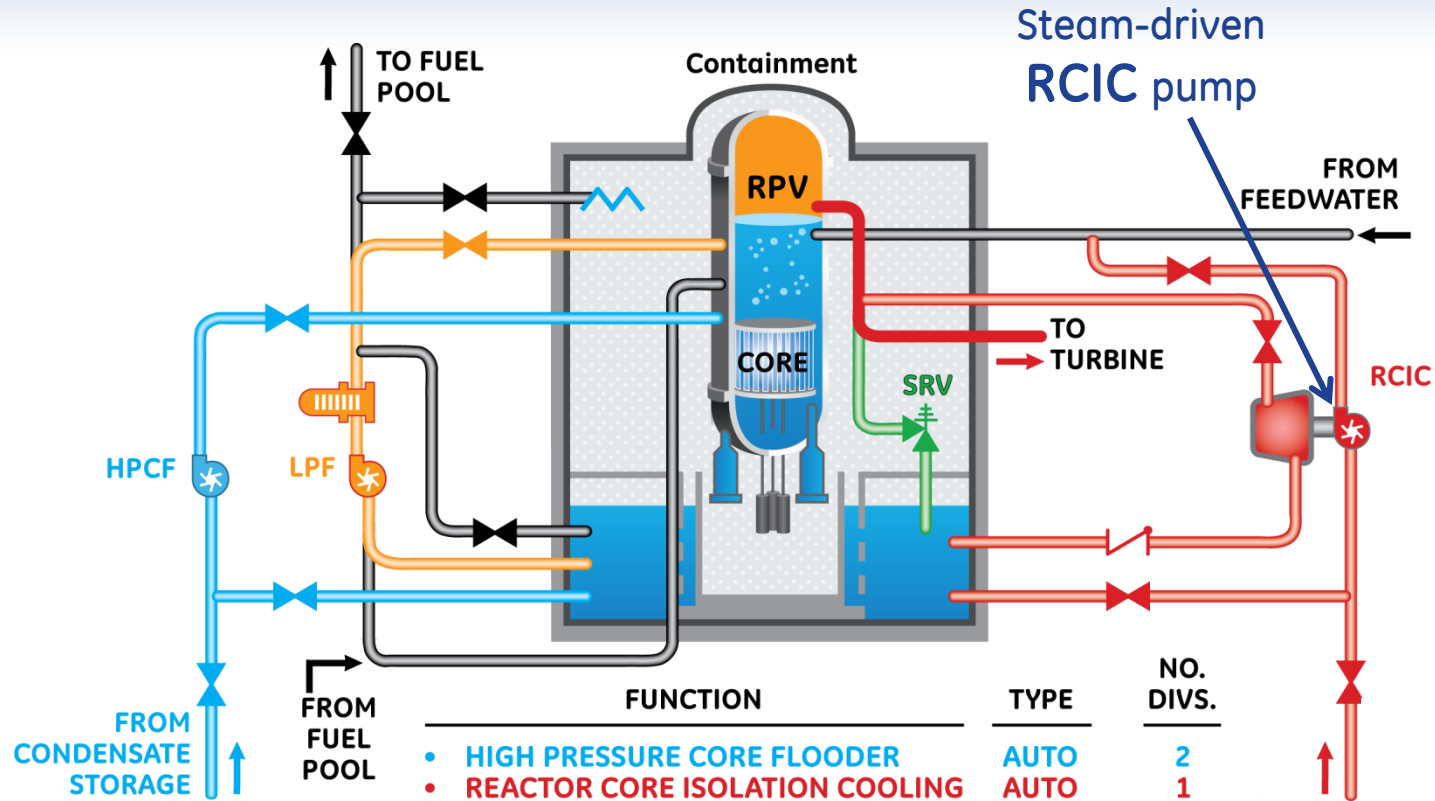 Steam-driven
RCIC pump
TO FUEL
POOL
Containment
FROM
FEEDWATER
RPV
TO
TURBINE
CORE
SRV
RCIC
HPCF
LPF
FROM
CONDENSATE
STORAGE
FROM
FUEL
POOL
FUNCTION
TYPE
NO.
DIVS.
• HIGH PRESSURE CORE FLOODER AUTO 2
• REACTOR CORE ISOLATION COOLING AUTO 1